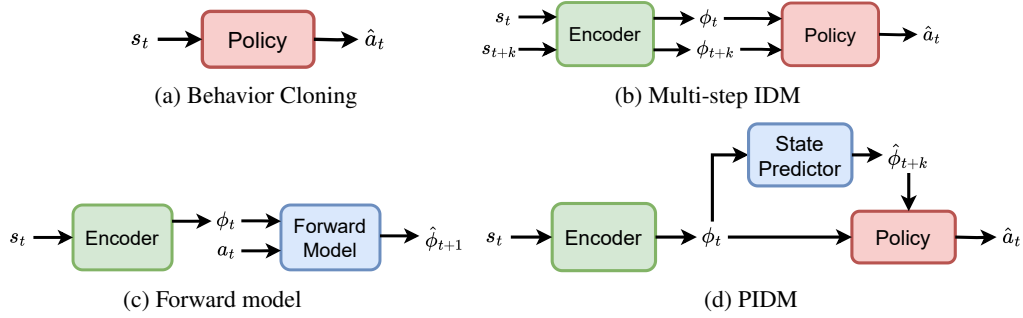 s_t Policy â_t
(a) Behavior Cloning
s_t s_{t+k} Encoder ϕ_t ϕ_{t+k} Policy â_t
(b) Multi-step IDM
s_t Encoder ϕ_t a_t Forward Model ϕ̂_{t+1}
(c) Forward model
s_t Encoder ϕ_t State Predictor ϕ̂_{t+k} Policy â_t
(d) PIDM